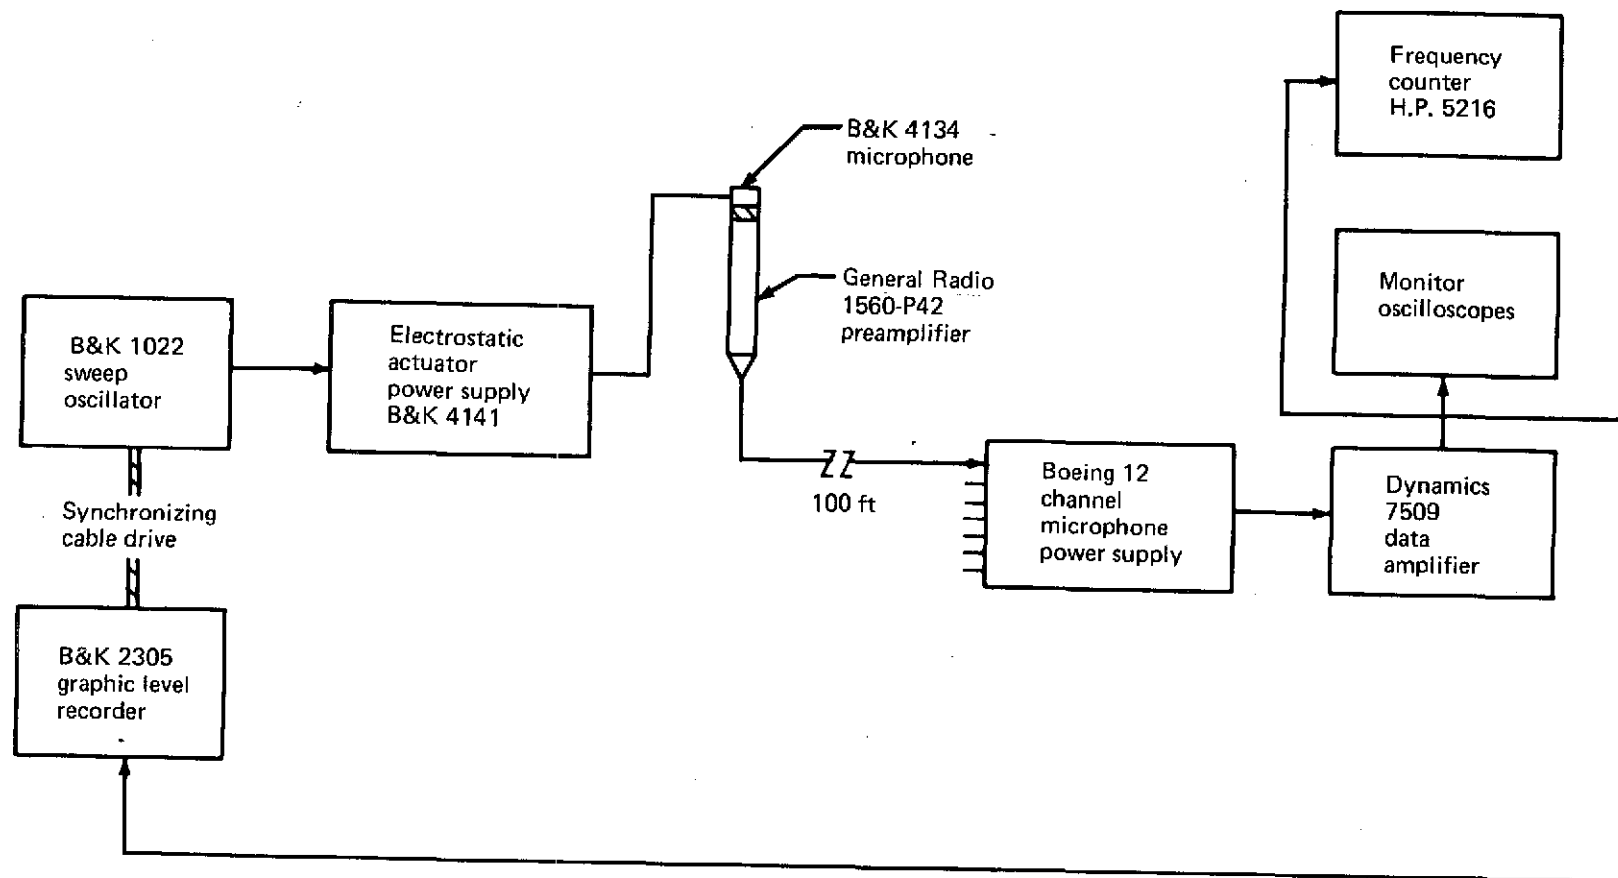 Frequency
counter
H.P. 5216
B&K 4134
microphone
General Radio
1560-P42
preamplifier
Monitor
oscilloscopes
B&K 1022
sweep
oscillator
Electrostatic
actuator
power supply
B&K 4141
100 ft
Boeing 12
channel
microphone
power supply
Dynamics
7509
data
amplifier
Synchronizing
cable drive
B&K 2305
graphic level
recorder